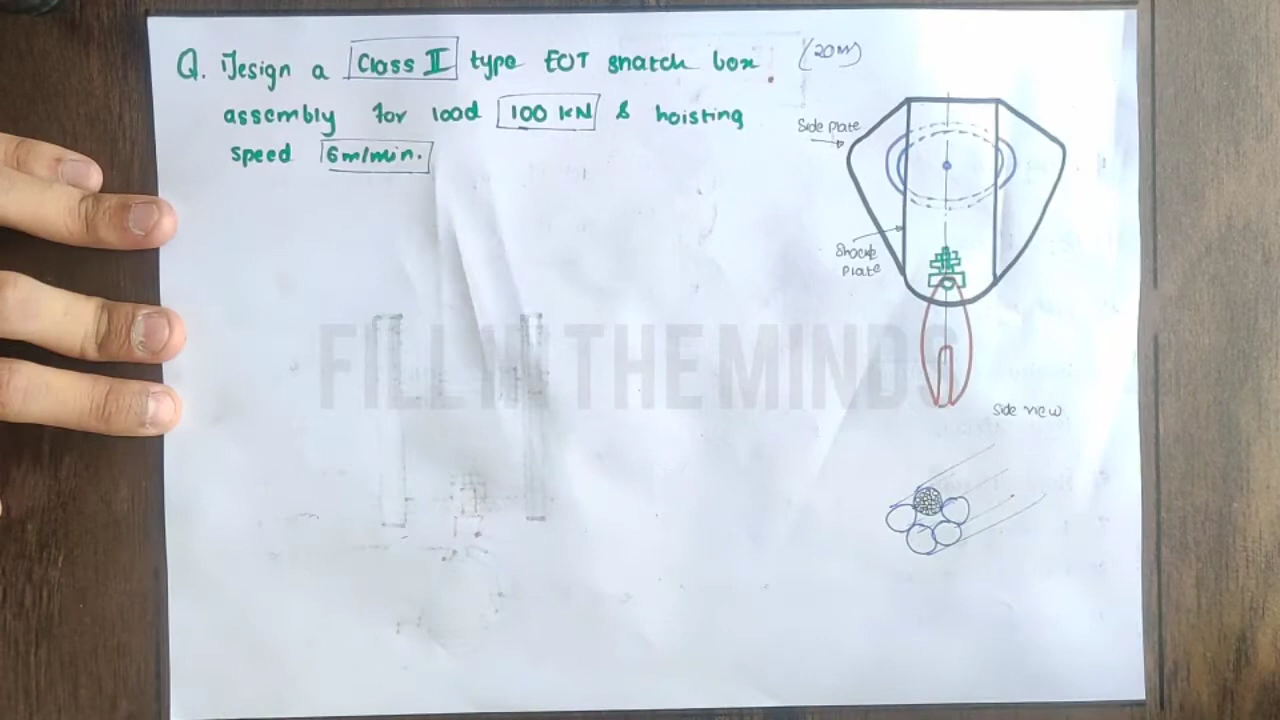 Q. Design a Class II type EOT snatch box. (20M)
assembly for load 100 KN & hoisting
speed 6m/min.
Side plate
Shock
plate
FILL IN THE MINDS
Side view